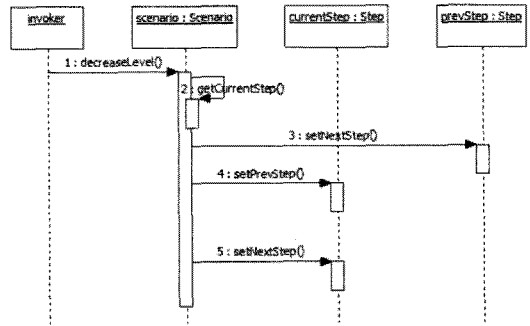 invoker
scenario : Scenario
currentStep : Step
prevStep : Step
1 : decreaseLevel()
2 : getCurrentStep()
3 : setNextStep()
4 : setPrevStep()
5 : setNextStep()